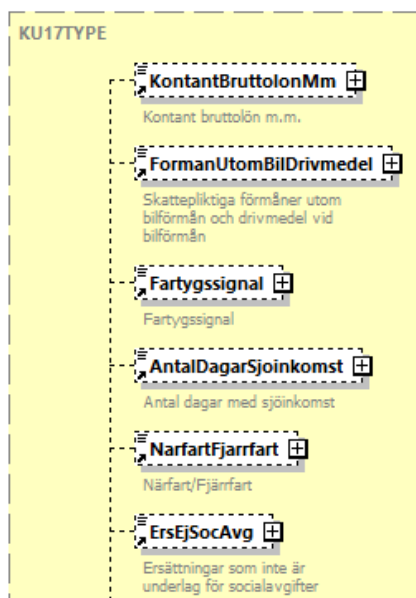 KU17TYPE
KontantBruttolonMm
Kontant bruttolön m.m.
FormanUtomBilDrivmedel
Skattepliktiga förmåner utom
bilförmån och drivmedel vid
bilförmån
Fartygssignal
Fartygssignal
AntalDagarSjoinkomst
Antal dagar med sjöinkomst
NarfartFjarrfart
Närfart/Fjärrfart
ErsEjSocAvg
Ersättningar som inte är
underlag för socialavgifter